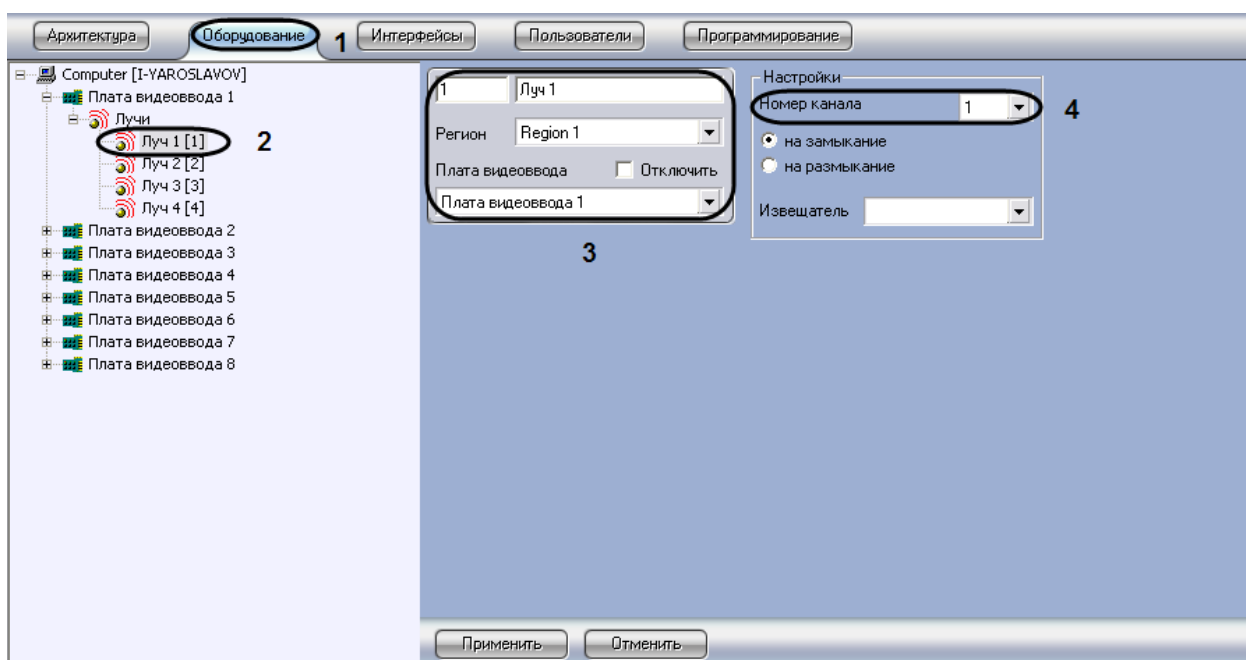 Архитектура Оборудование 1 Интерфейсы Пользователи Программирование
Computer [I-YAROSLAVOV]
Плата видеоввода 1
Лучи
Луч 1 [1] 2
Луч 2 [2]
Луч 3 [3]
Луч 4 [4]
Плата видеоввода 2
Плата видеоввода 3
Плата видеоввода 4
Плата видеоввода 5
Плата видеоввода 6
Плата видеоввода 7
Плата видеоввода 8
1 Луч 1
Регион Region 1
Плата видеоввода Отключить
Плата видеоввода 1
3
Настройки
Номер канала 1 4
на замыкание
на размыкание
Извещатель
Применить Отменить